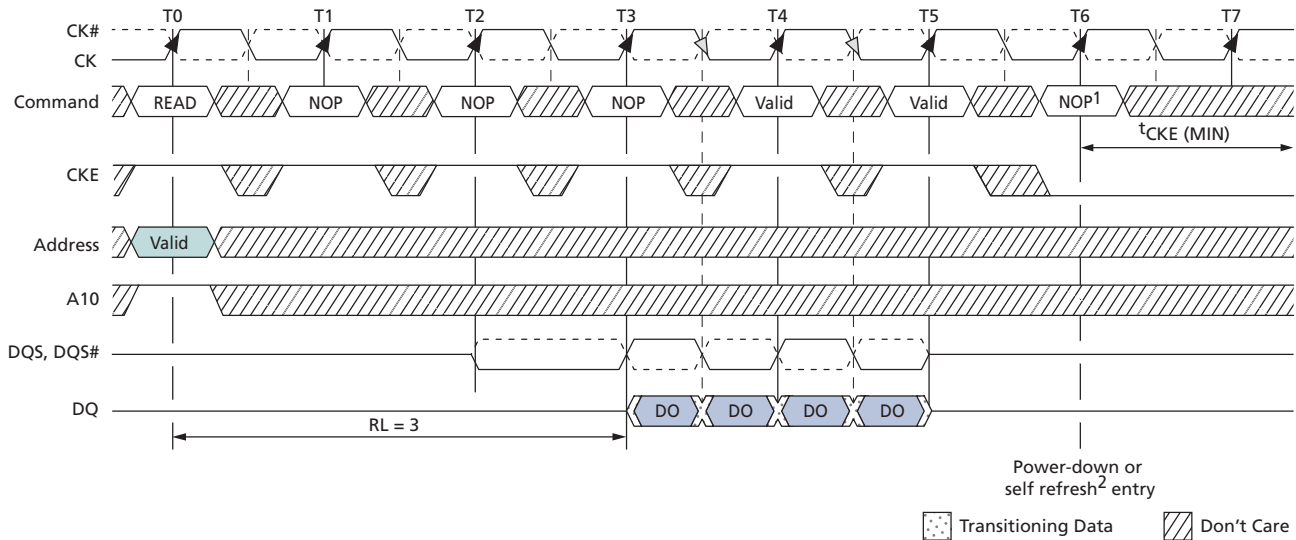 T0 T1 T2 T3 T4 T5 T6 T7
CK#
CK
Command READ NOP NOP NOP Valid Valid NOP1
tCKE (MIN)
CKE
Address Valid
A10
DQS, DQS#
DQ DO DO DO DO
RL = 3
Power-down or
self refresh2 entry
Transitioning Data Don't Care